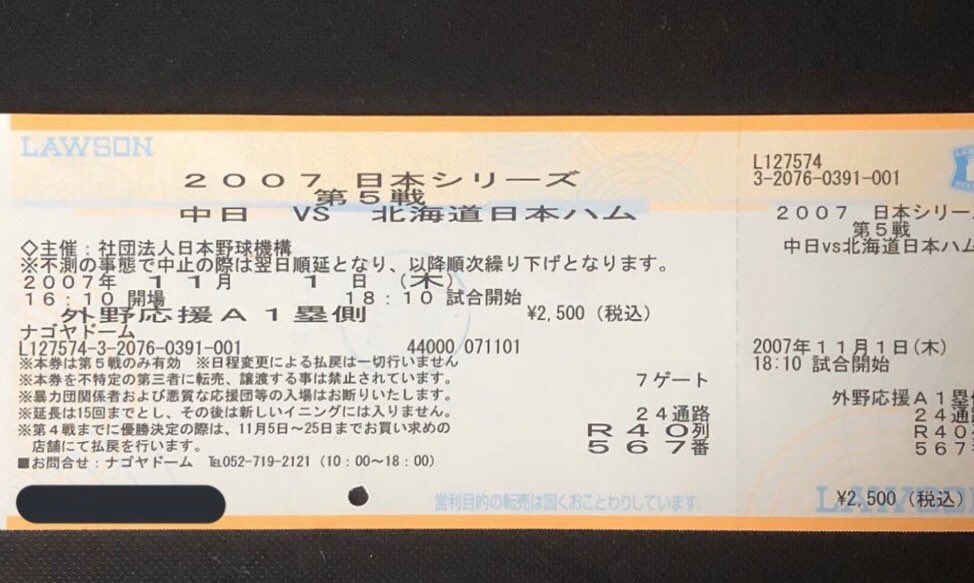 LAWSON
2007 日本シリーズ
第5戦
中日 VS 北海道日本ハム
◇主催：社団法人日本野球機構
※不測の事態で中止の際は翌日順延となり、以降順次繰り下げとなります。
2007年 11月 1日 (木)
16：10開場 18：10試合開始
外野応援A1塁側 ¥2,500（税込）
ナゴヤドーム
L127574-3-2076-0391-001 44000 071101
※本券は第5戦のみ有効 ※日程変更による払戻は一切行いません
※本券を不特定の第三者に転売、譲渡する事は禁止されています。
※暴力団関係者および悪質な応援団等の入場はお断りいたします。
※延長は15回までとし、その後は新しいイニングには入りません。
※第4戦までに優勝決定の際は、11月5日～25日までお買い求めの
店舗にて払戻を行います。
■お問合せ：ナゴヤドーム ℡052-719-2121（10：00～18：00）
7ゲート
24通路
R40列
567番
営利目的の転売は固くおことわりしています。
L127574
3-2076-0391-001
2007 日本シリー
第5戦
中日vs北海道日本ハム
2007年11月1日(木)
18:10 試合開始
外野応援A1塁
24通
R40
567
¥2,500（税込）
LAWSO